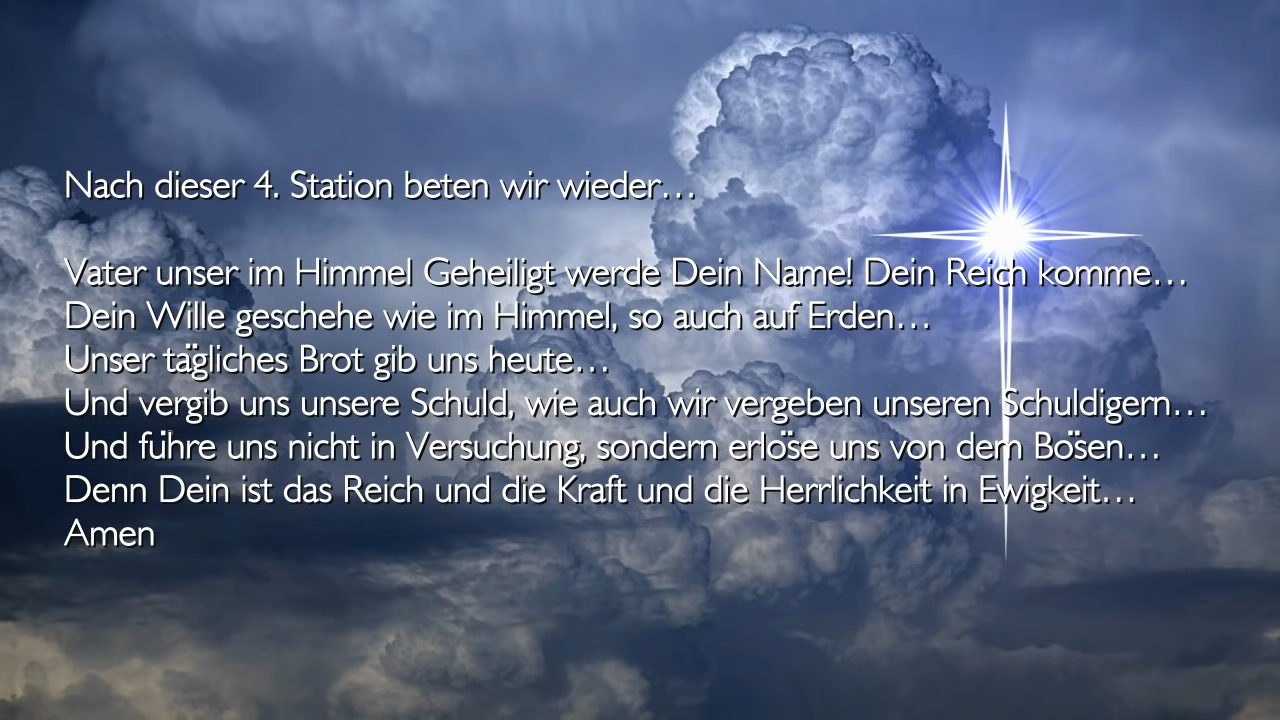 Nach dieser 4. Station beten wir wieder…
Vater unser im Himmel Geheiligt werde Dein Name! Dein Reich komme…
Dein Wille geschehe wie im Himmel, so auch auf Erden…
Unser tägliches Brot gib uns heute…
Und vergib uns unsere Schuld, wie auch wir vergeben unseren Schuldigern…
Und führe uns nicht in Versuchung, sondern erlöse uns von dem Bösen…
Denn Dein ist das Reich und die Kraft und die Herrlichkeit in Ewigkeit…
Amen